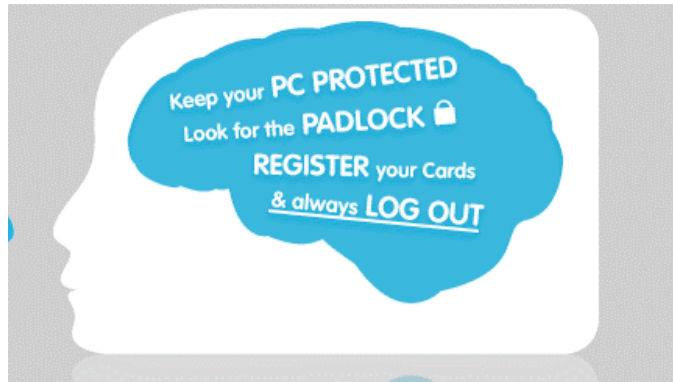 Keep your PC PROTECTED
Look for the PADLOCK
REGISTER your Cards
& always LOG OUT